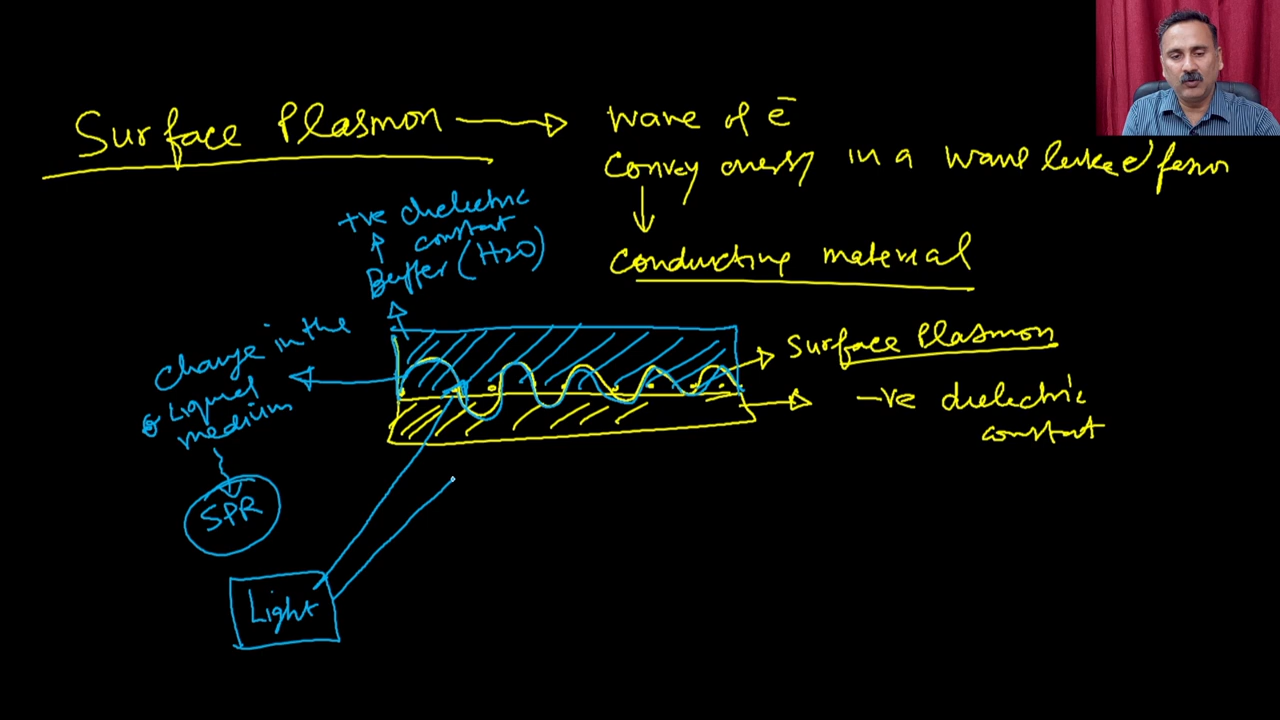 Surface Plasmon
wave of ē
Convey energy in a wave linked form
conducting material
+ve dielectric
constant
Buffer (H2O)
Surface Plasmon
-ve dielectric
constant
change in the
Liquid
medium
SPR
Light